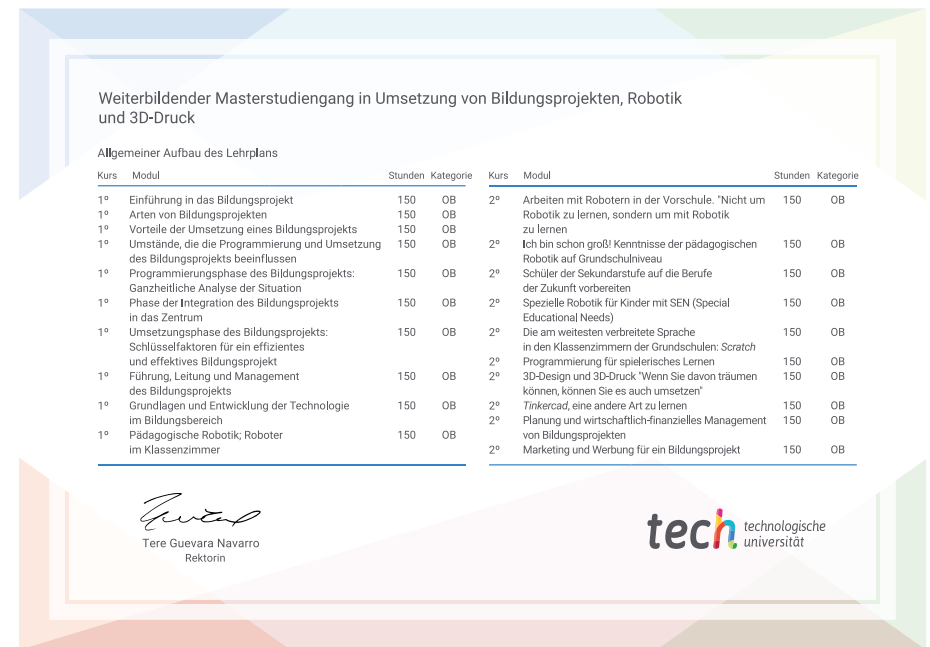 Weiterbildender Masterstudiengang in Umsetzung von Bildungsprojekten, Robotik
und 3D-Druck
Allgemeiner Aufbau des Lehrplans
Kurs Modul Stunden Kategorie
1º Einführung in das Bildungsprojekt 150 OB
1º Arten von Bildungsprojekten 150 OB
1º Vorteile der Umsetzung eines Bildungsprojekts 150 OB
1º Umstände, die die Programmierung und Umsetzung 150 OB
des Bildungsprojekts beeinflussen
1º Programmierungsphase des Bildungsprojekts: 150 OB
Ganzheitliche Analyse der Situation
1º Phase der Integration des Bildungsprojekts 150 OB
in das Zentrum
1º Umsetzungsphase des Bildungsprojekts: 150 OB
Schlüsselfaktoren für ein effizientes
und effektives Bildungsprojekt
1º Führung, Leitung und Management 150 OB
des Bildungsprojekts
1º Grundlagen und Entwicklung der Technologie 150 OB
im Bildungsbereich
1º Pädagogische Robotik; Roboter 150 OB
im Klassenzimmer
Kurs Modul Stunden Kategorie
2º Arbeiten mit Robotern in der Vorschule. "Nicht um 150 OB
Robotik zu lernen, sondern um mit Robotik
zu lernen
2º Ich bin schon groß! Kenntnisse der pädagogischen 150 OB
Robotik auf Grundschulniveau
2º Schüler der Sekundarstufe auf die Berufe 150 OB
der Zukunft vorbereiten
2º Spezielle Robotik für Kinder mit SEN (Special 150 OB
Educational Needs)
2º Die am weitesten verbreitete Sprache 150 OB
in den Klassenzimmern der Grundschulen: Scratch
2º Programmierung für spielerisches Lernen 150 OB
2º 3D-Design und 3D-Druck "Wenn Sie davon träumen 150 OB
können, können Sie es auch umsetzen"
2º Tinkercad, eine andere Art zu lernen 150 OB
2º Planung und wirtschaftlich-finanzielles Management 150 OB
von Bildungsprojekten
2º Marketing und Werbung für ein Bildungsprojekt 150 OB
Tere Guevara Navarro
Rektorin
tech technologische
universität